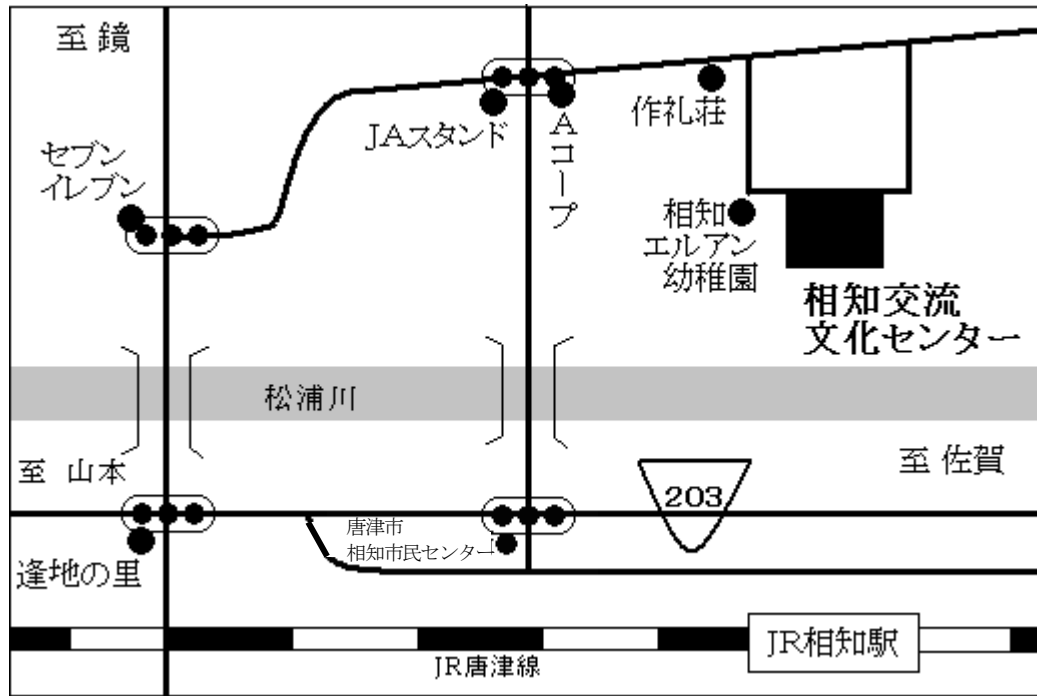 至 鏡
セブン
イレブン
JAスタンド
Aコープ
作礼荘
相知
エルアン
幼稚園
相知交流
文化センター
松浦川
至 山本
至 佐賀
203
唐津市
相知市民センター
逢地の里
JR唐津線
JR相知駅